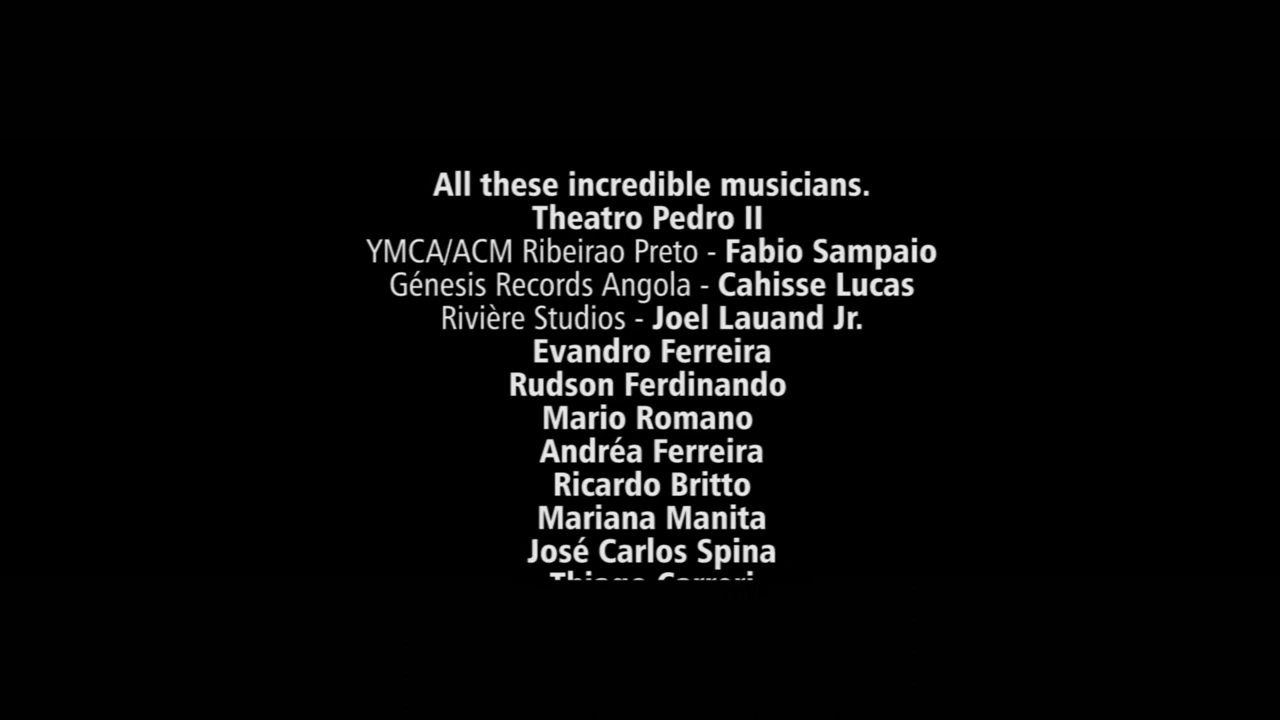 All these incredible musicians.
Theatro Pedro II
YMCA/ACM Ribeirao Preto - Fabio Sampaio
Génesis Records Angola - Cahisse Lucas
Rivière Studios - Joel Lauand Jr.
Evandro Ferreira
Rudson Ferdinando
Mario Romano
Andréa Ferreira
Ricardo Britto
Mariana Manita
José Carlos Spina
Thiago